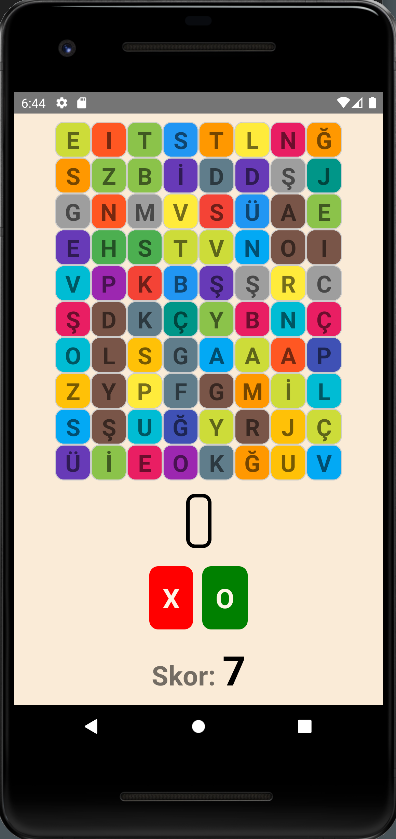 6:44
E I T S T L N Ğ
S Z B İ D D Ş J
G N M V S Ü A E
E H S T V N O I
V P K B Ş Ş R C
Ş D K Ç Y B N Ç
O L S G A A A P
Z Y P F G M İ L
S Ş U Ğ Y R J Ç
Ü İ E O K Ğ U V
X O
Skor: 7